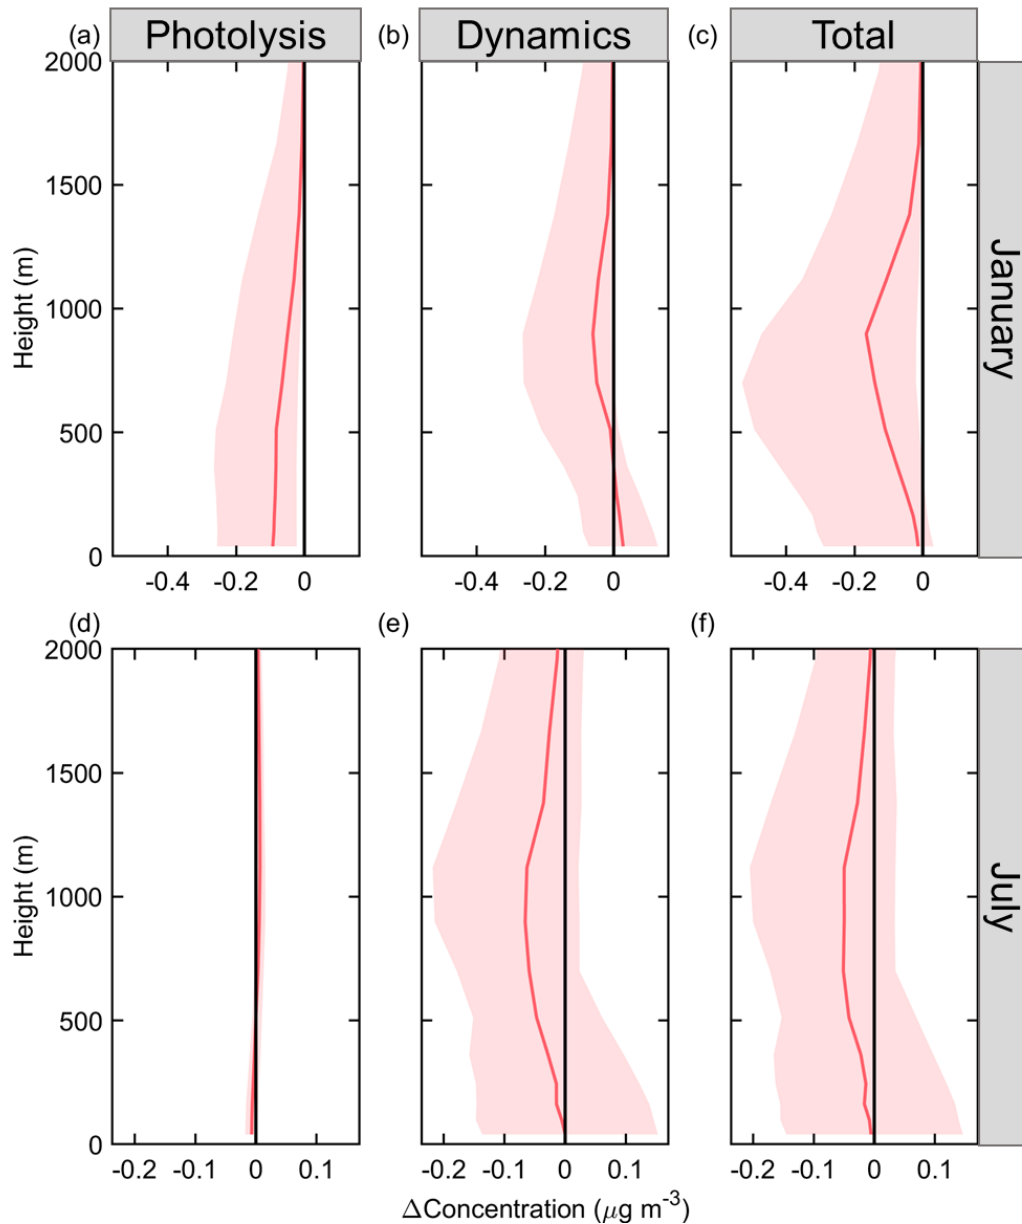 (a) Photolysis (b) Dynamics (c) Total
2000
1500
1000
500
0
Height (m)
-0.4 -0.2 0 -0.4 -0.2 0 -0.4 -0.2 0
January
(d) (e) (f)
2000
1500
1000
500
0
Height (m)
-0.2 -0.1 0 0.1 -0.2 -0.1 0 0.1 -0.2 -0.1 0 0.1
July
ΔConcentration (μg m⁻³)